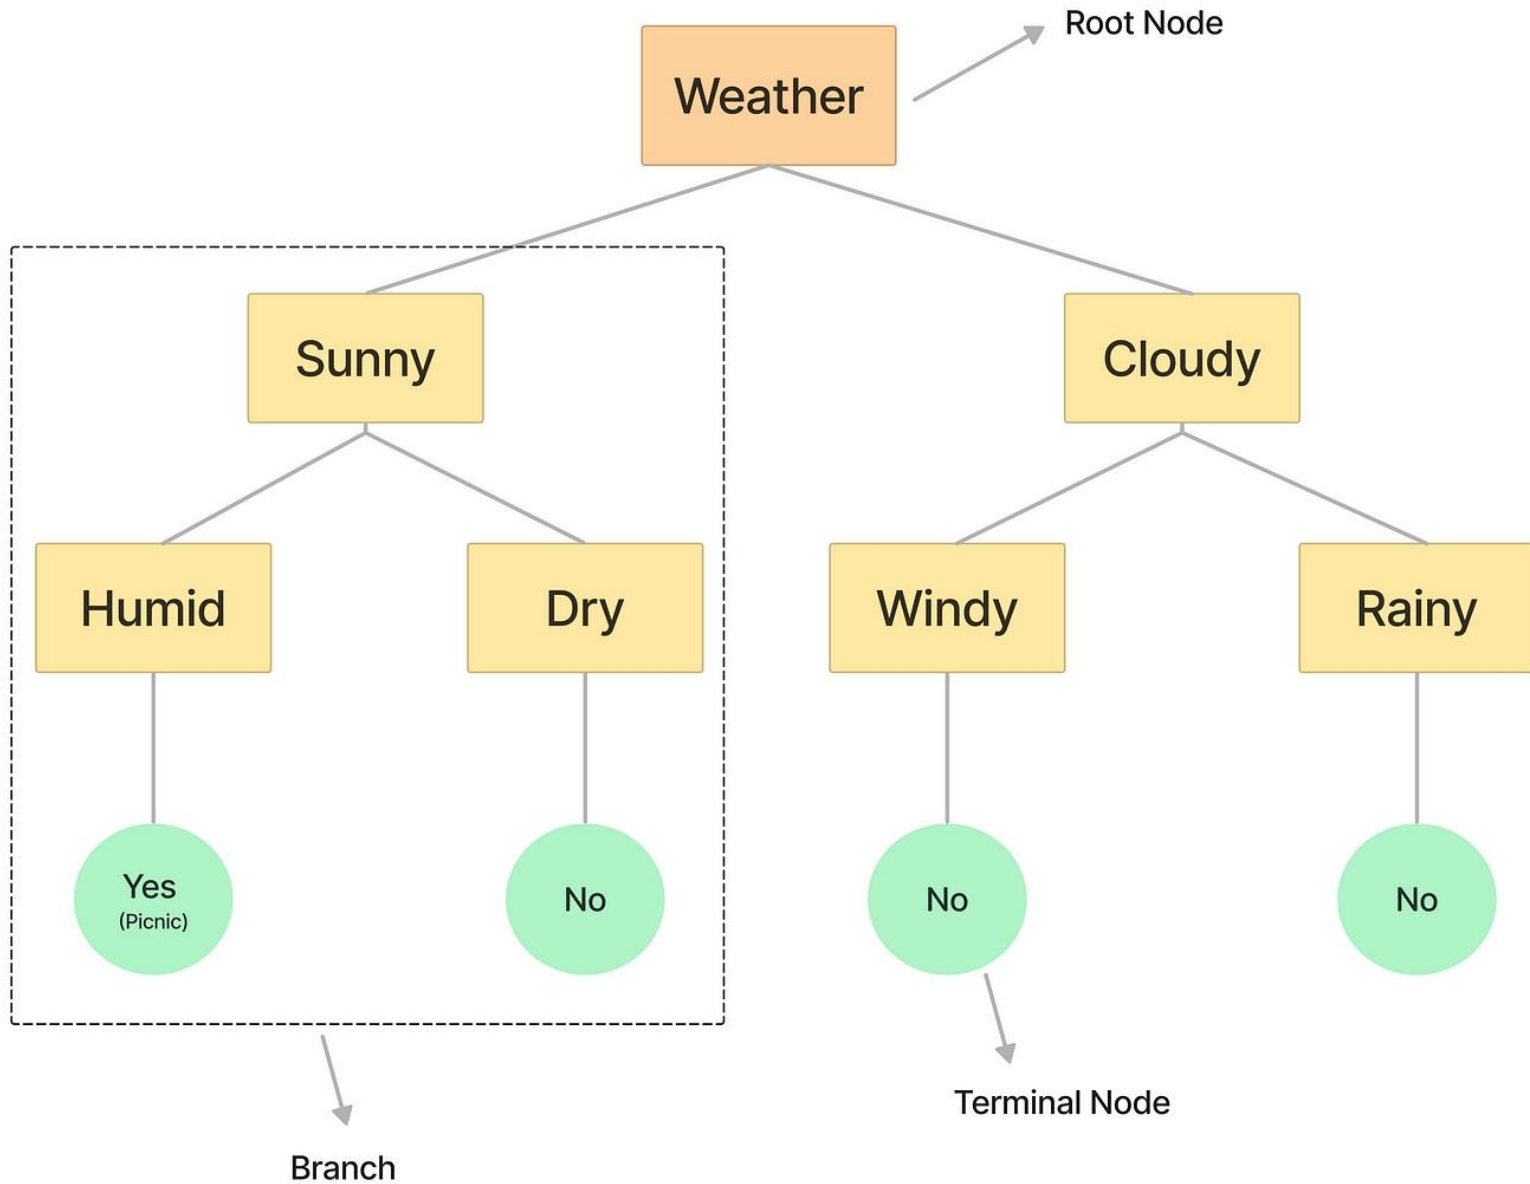 Root Node
Weather
Sunny
Cloudy
Humid
Dry
Windy
Rainy
Yes
(Picnic)
No
No
No
Terminal Node
Branch